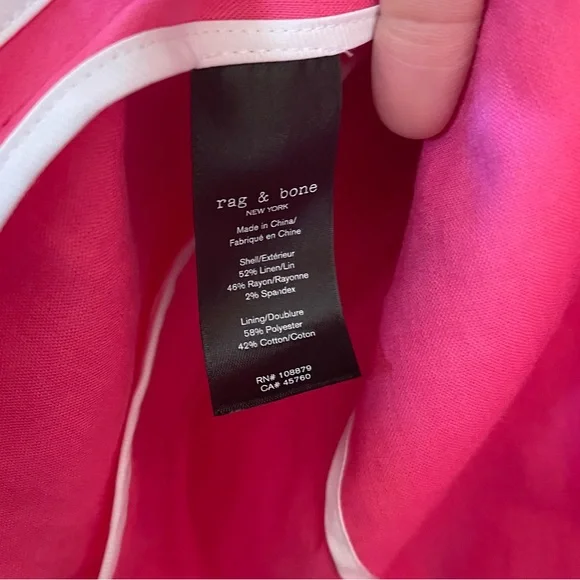 rag & bone
NEW YORK
Made in China/
Fabriqué en Chine
Shell/Extérieur
52% Linen/Lin
46% Rayon/Rayonne
2% Spandex
Lining/Doublure
58% Polyester
42% Cotton/Coton
RN# 108879
CA# 45760